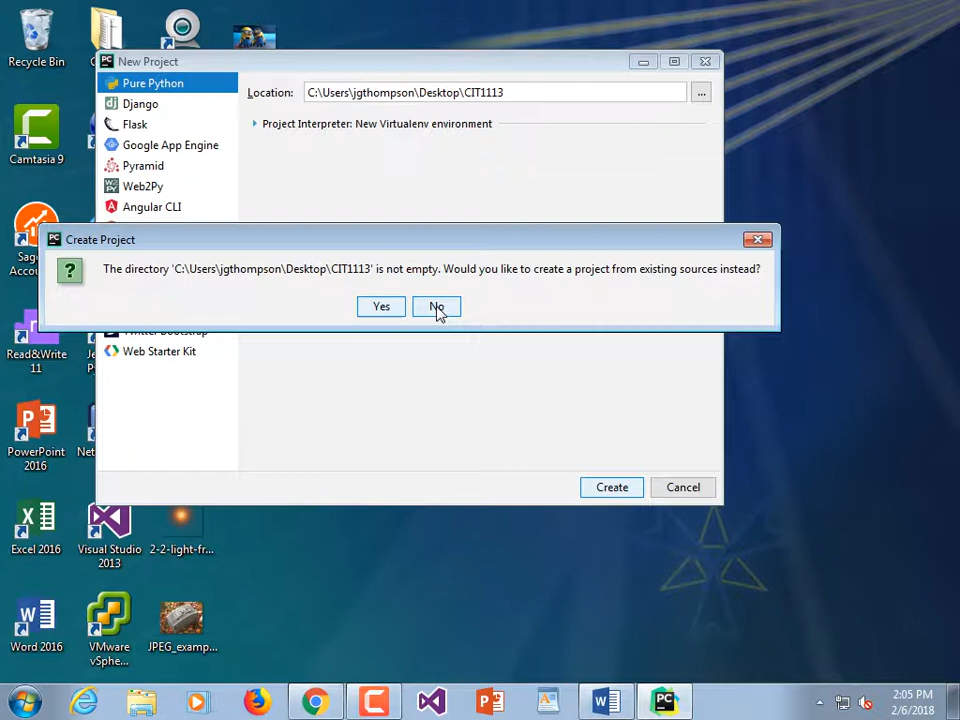 Recycle Bin
Camtasia 9
Sage
Accou...
Read&Write
11
PowerPoint
2016
Net
Excel 2016
Visual Studio
2013
2-2-light-fr...
Word 2016
VMware
vSphe...
JPEG_examp...
New Project
Pure Python
Django
Flask
Google App Engine
Pyramid
Web2Py
Angular CLI
Location:
C:\Users\jgthompson\Desktop\CIT1113
...
Project Interpreter: New Virtualenv environment
Create Project
The directory 'C:\Users\jgthompson\Desktop\CIT1113' is not empty. Would you like to create a project from existing sources instead?
Yes
No
Web Starter Kit
Create
Cancel
2:05 PM
2/6/2018